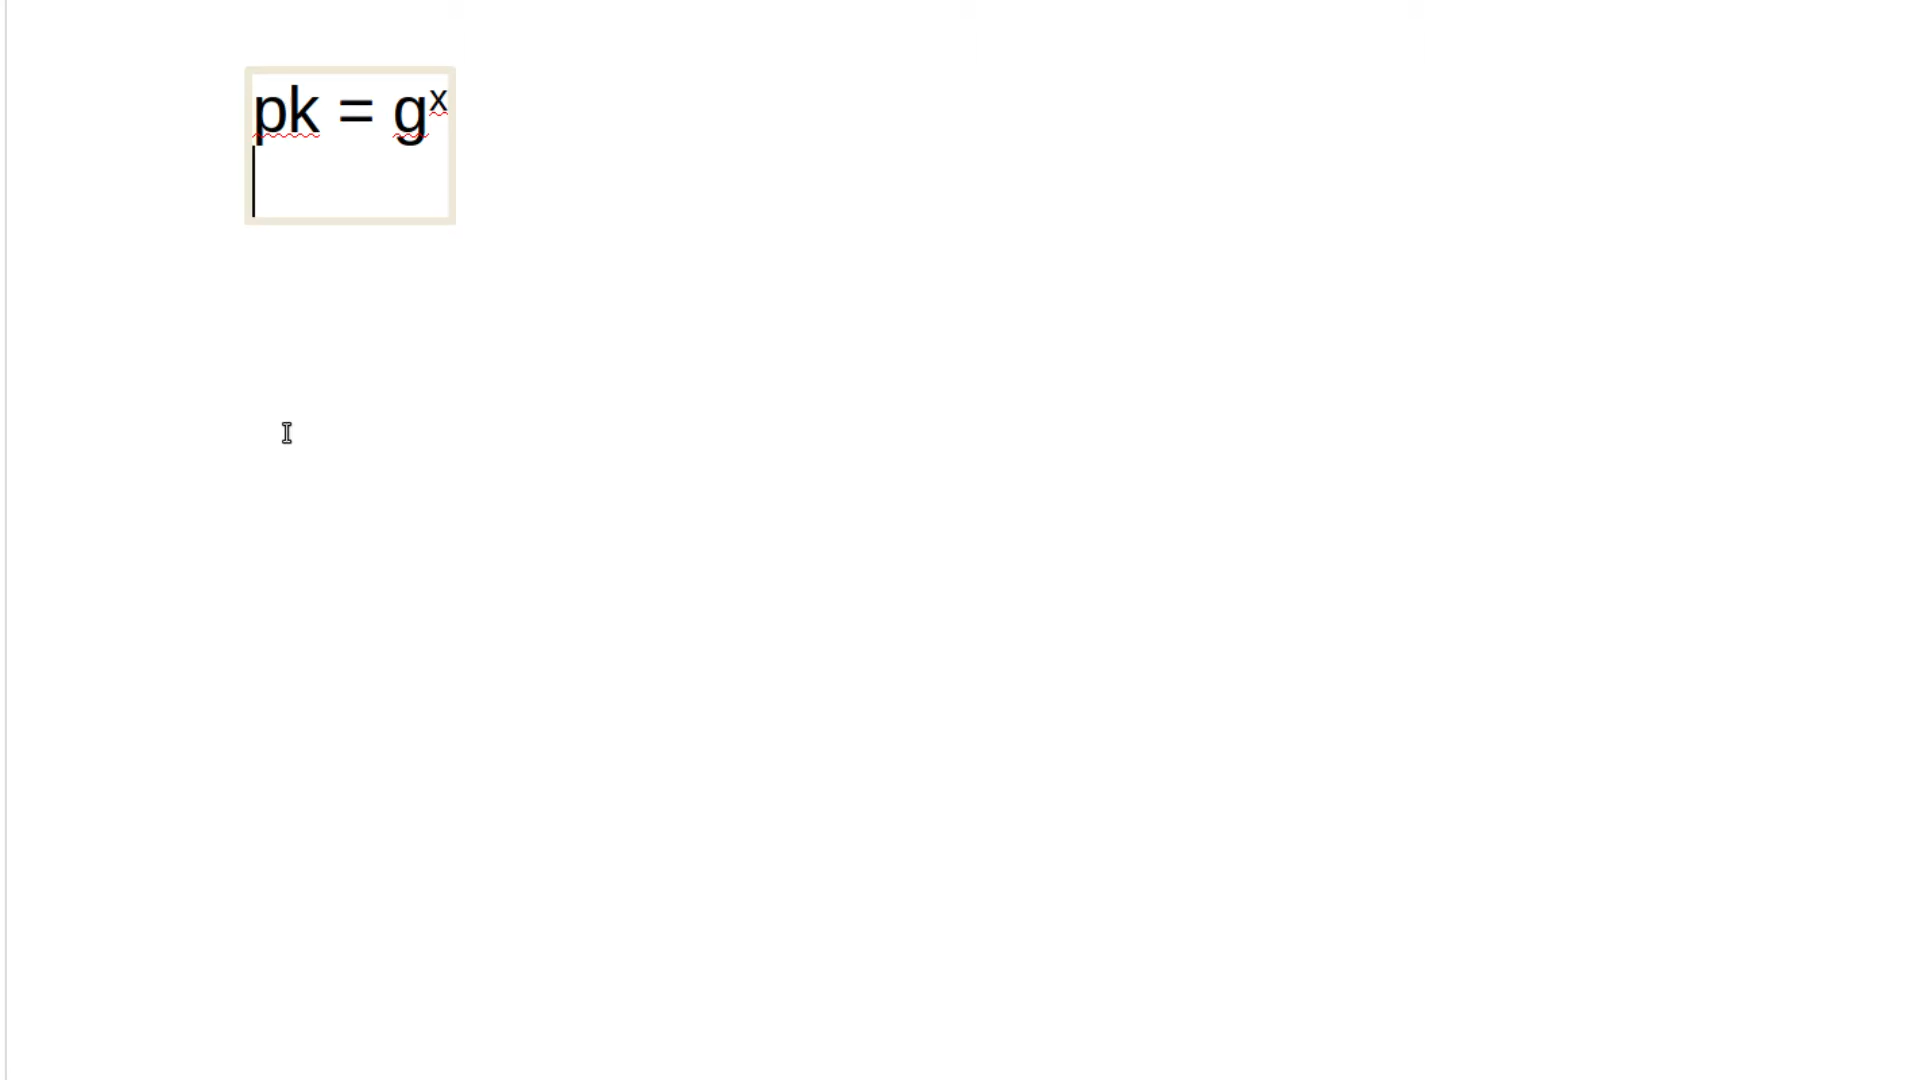 pk = gˣ